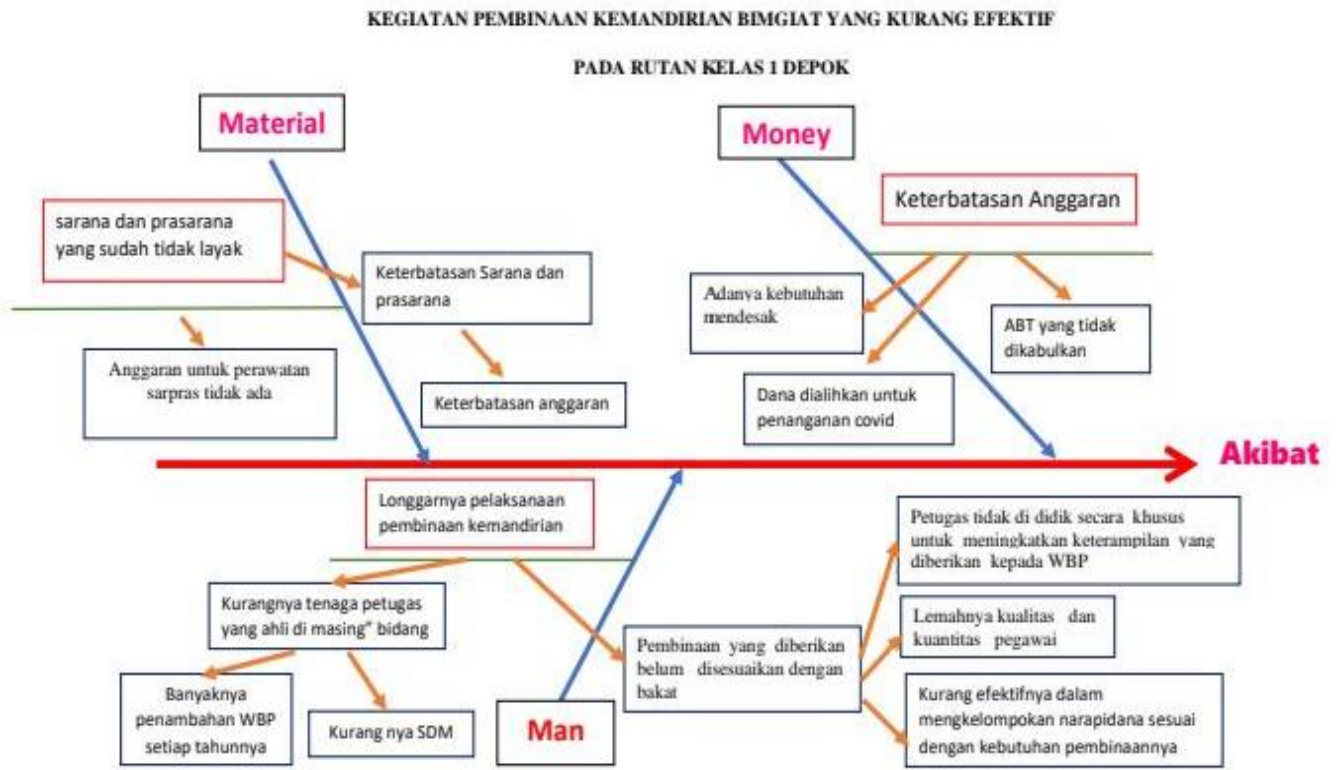 KEGIATAN PEMBINAAN KEMANDIRIAN BIMGIAT YANG KURANG EFEKTIF
PADA RUTAN KELAS 1 DEPOK
Material
Money
sarana dan prasarana
yang sudah tidak layak
Keterbatasan Sarana dan
prasarana
Anggaran untuk perawatan
sarpras tidak ada
Keterbatasan anggaran
Keterbatasan Anggaran
Adanya kebutuhan
mendesak
ABT yang tidak
dikabulkan
Dana dialihkan untuk
penanganan covid
Akibat
Longgarnya pelaksanaan
pembinaan kemandirian
Kurangnya tenaga petugas
yang ahli di masing" bidang
Banyaknya
penambahan WBP
setiap tahunnya
Kurang nya SDM
Man
Pembinaan yang diberikan
belum disesuaikan dengan
bakat
Petugas tidak di didik secara khusus
untuk meningkatkan keterampilan yang
diberikan kepada WBP
Lemahnya kualitas dan
kuantitas pegawai
Kurang efektifnya dalam
mengkelompokan narapidana sesuai
dengan kebutuhan pembinaannya